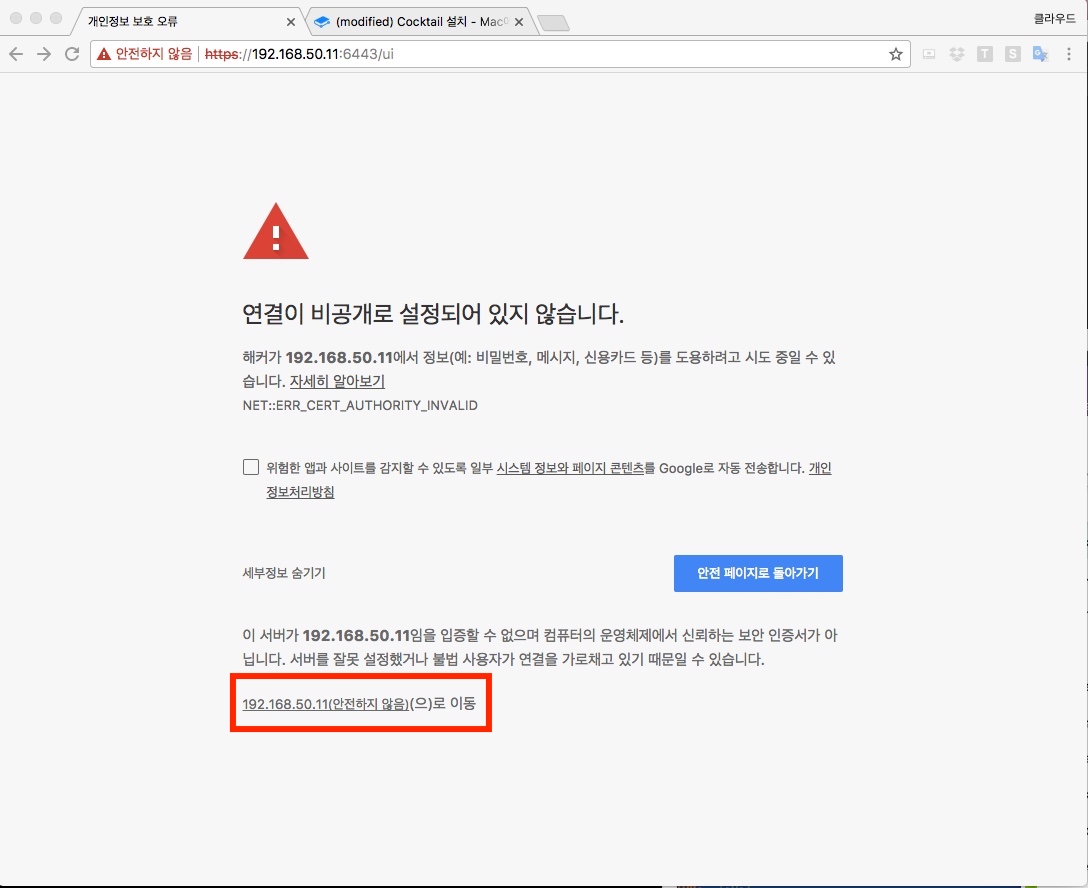 개인정보 보호 오류
(modified) Cocktail 설치 - Mac
클라우드
안전하지 않음 https://192.168.50.11:6443/ui
T
S
연결이 비공개로 설정되어 있지 않습니다.
해커가 192.168.50.11에서 정보(예: 비밀번호, 메시지, 신용카드 등)를 도용하려고 시도 중일 수 있
습니다. 자세히 알아보기
NET::ERR_CERT_AUTHORITY_INVALID
위험한 앱과 사이트를 감지할 수 있도록 일부 시스템 정보와 페이지 콘텐츠를 Google로 자동 전송합니다. 개인
정보처리방침
세부정보 숨기기
안전 페이지로 돌아가기
이 서버가 192.168.50.11임을 입증할 수 없으며 컴퓨터의 운영체제에서 신뢰하는 보안 인증서가 아
닙니다. 서버를 잘못 설정했거나 불법 사용자가 연결을 가로채고 있기 때문일 수 있습니다.
192.168.50.11(안전하지 않음)(으)로 이동